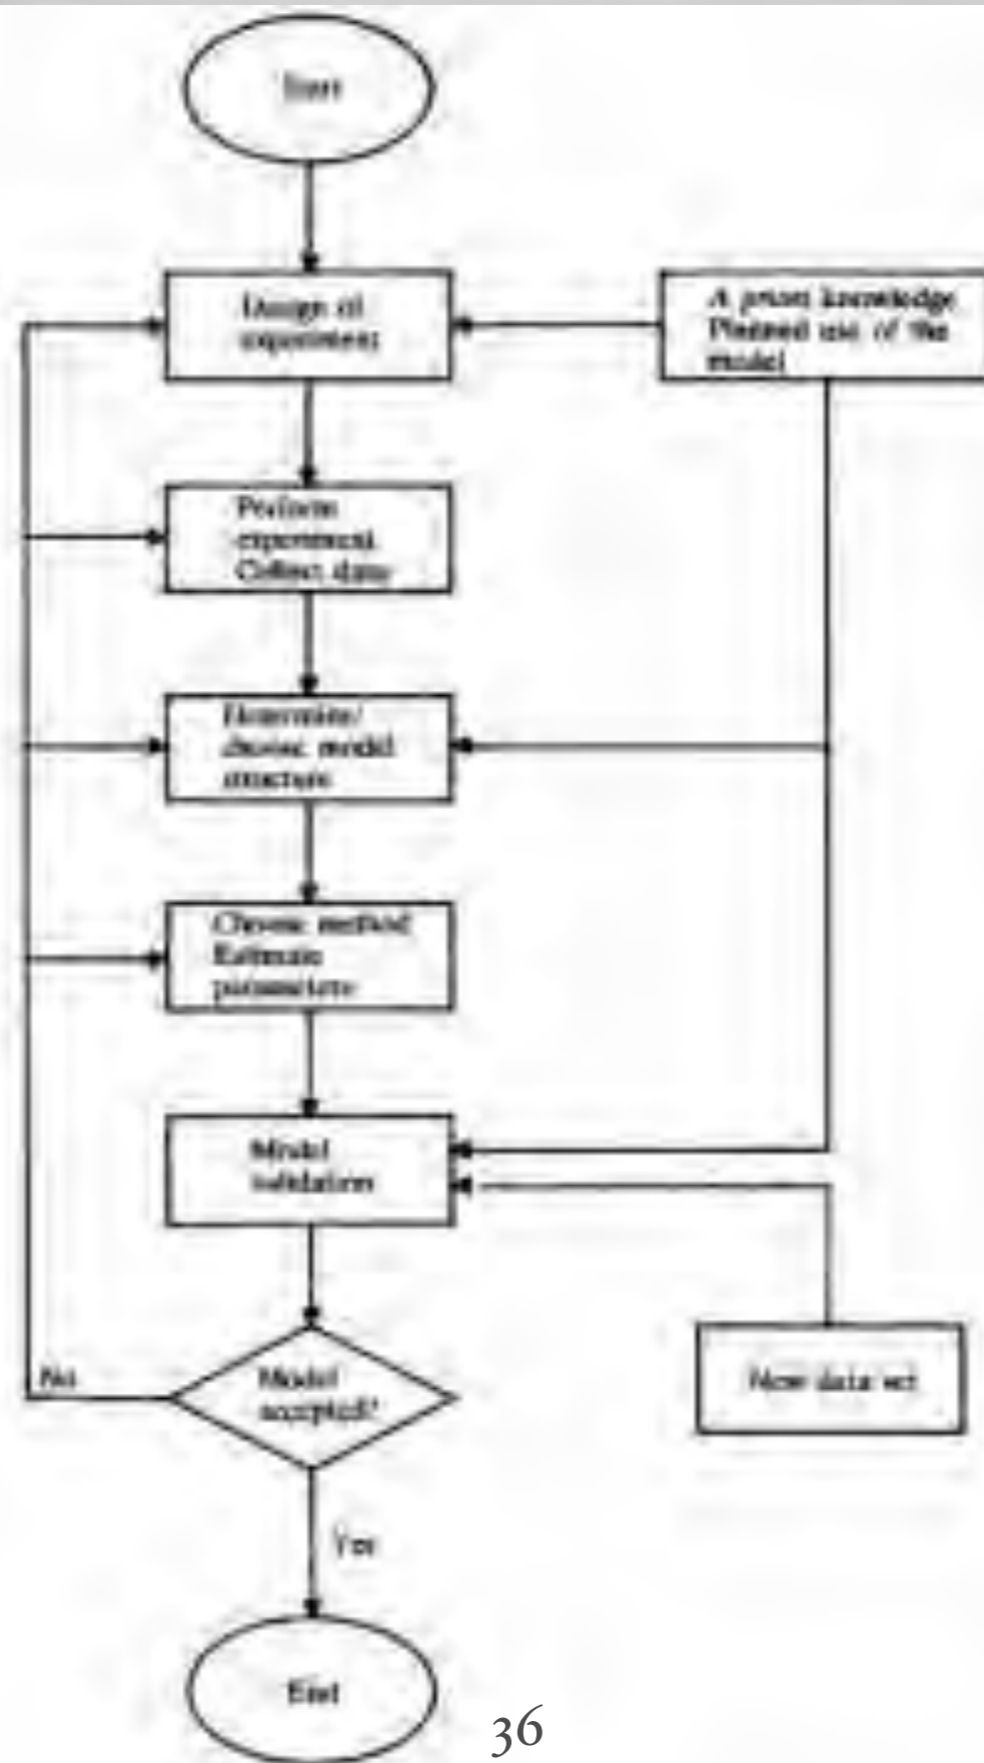 Start
Design of
experiment
A priori knowledge
Planned use of the
model
Perform
experiment
Collect data
Determine/
choose model
structure
Choose method
Estimate
parameters
Model
validation
New data set
No
Model
accepted?
Yes
End
36